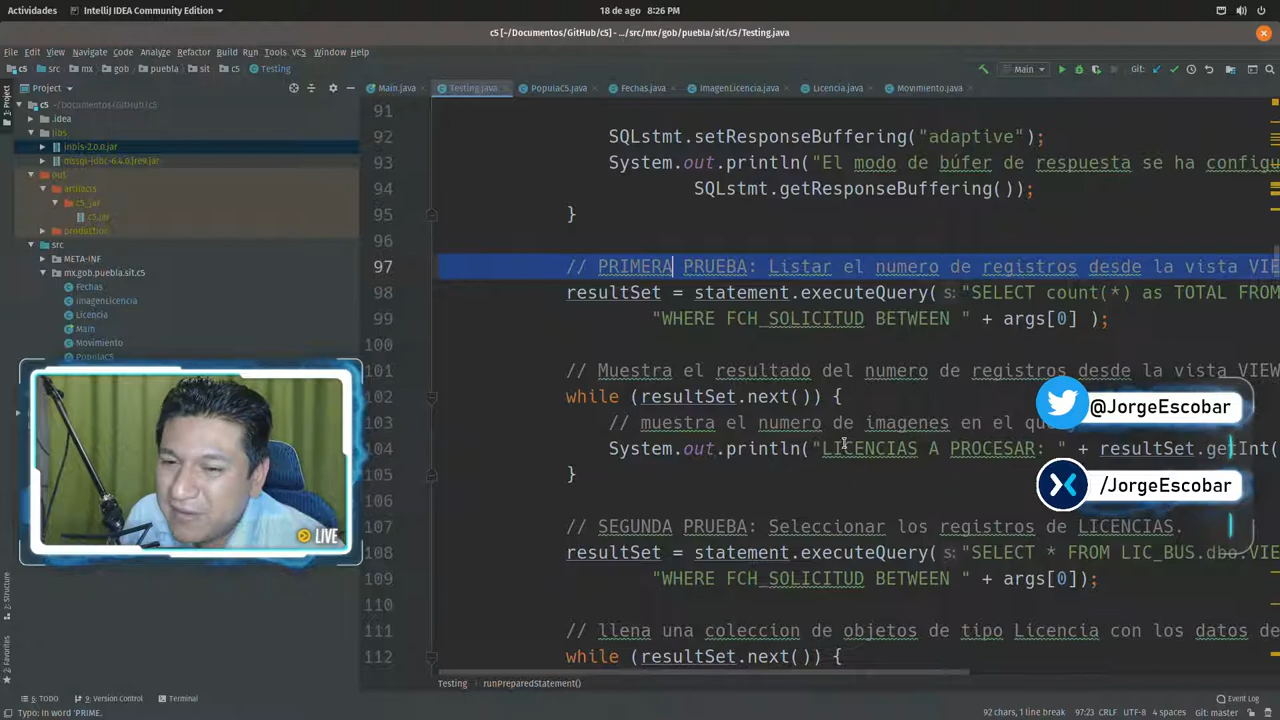 Actividades
IntelliJ IDEA Community Edition
18 de ago 8:26 PM
c5 [~/Documentos/GitHub/c5] - .../src/mx/gob/puebla/sit/c5/Testing.java
File Edit View Navigate Code Analyze Refactor Build Run Tools VCS Window Help
c5 src mx gob puebla sit c5 Testing
Main
Git:
Project
Main.java Testing.java PopulaC5.java Fechas.java ImagenLicencia.java Licencia.java Movimiento.java
c5 ~/Documentos/GitHub/c5
.idea
libs
mssql-jdbc-6.4.0.jre9.jar
out
artifacts
c5_jar
c5.jar
production
src
META-INF
mx.gob.puebla.sit.c5
Fechas
ImagenLicencia
Licencia
Main
Movimiento
PopulaC5
91
92 SQLstmt.setResponseBuffering("adaptive");
93 System.out.println("El modo de búfer de respuesta se ha configu
94 SQLstmt.getResponseBuffering());
95 }
96
97 // PRIMERA PRUEBA: Listar el numero de registros desde la vista VIE
98 resultSet = statement.executeQuery( s: "SELECT count(*) as TOTAL FROM
99 "WHERE FCH_SOLICITUD BETWEEN " + args[0] );
100
101 // Muestra el resultado del numero de registros desde la vista VIEW
102 while (resultSet.next()) {
103 // muestra el numero de imagenes en el qu
104 System.out.println("LICENCIAS A PROCESAR: " + resultSet.getInt(
105 }
106
107 // SEGUNDA PRUEBA: Seleccionar los registros de LICENCIAS.
108 resultSet = statement.executeQuery( s: "SELECT * FROM LIC_BUS.dbo.VIE
109 "WHERE FCH_SOLICITUD BETWEEN " + args[0]);
110
111 // llena una coleccion de objetos de tipo Licencia con los datos de
112 while (resultSet.next()) {
@JorgeEscobar
/JorgeEscobar
LIVE
1: Project
Z: Structure
2: Favorites
Testing runPreparedStatement()
6: TODO 9: Version Control Terminal
Event Log
Typo: In word 'PRIME.
92 chars, 1 line break 97:23 CRLF UTF-8 4 spaces Git: master